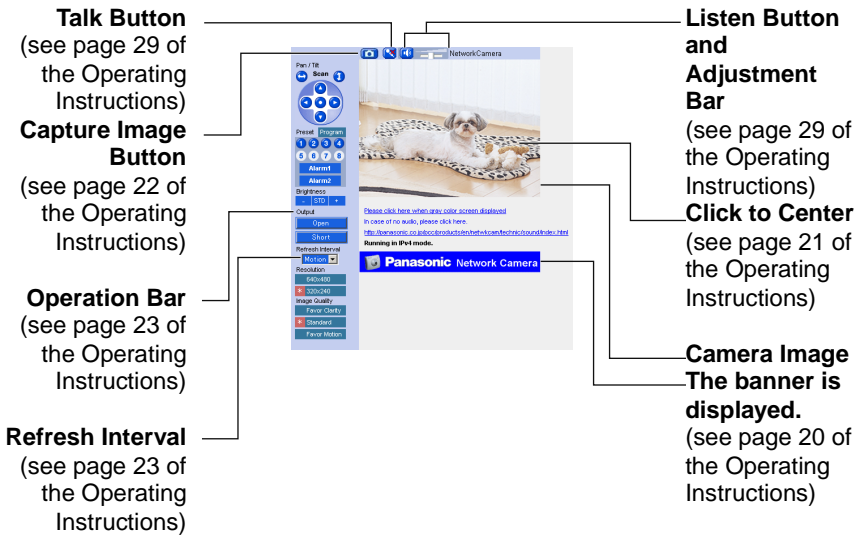 Talk Button
(see page 29 of
the Operating
Instructions)
Capture Image
Button
(see page 22 of
the Operating
Instructions)
Operation Bar
(see page 23 of
the Operating
Instructions)
Refresh Interval
(see page 23 of
the Operating
Instructions)
NetworkCamera
Pan / Tilt
Scan
Preset Program
1 2 3 4
5 6 7 8
Alarm1
Alarm2
Brightness
- STD +
Output
Open
Short
Refresh Interval
Motion
Resolution
640x480
* 320x240
Image Quality
Favor Clarity
* Standard
Favor Motion
Please click here when gray color screen displayed
In case of no audio, please click here.
http://panasonic.co.jp/pcc/products/en/netwkcam/technic/sound/index.html
Running in IPv4 mode.
Panasonic Network Camera
Listen Button
and
Adjustment
Bar
(see page 29 of
the Operating
Instructions)
Click to Center
(see page 21 of
the Operating
Instructions)
Camera Image
The banner is
displayed.
(see page 20 of
the Operating
Instructions)